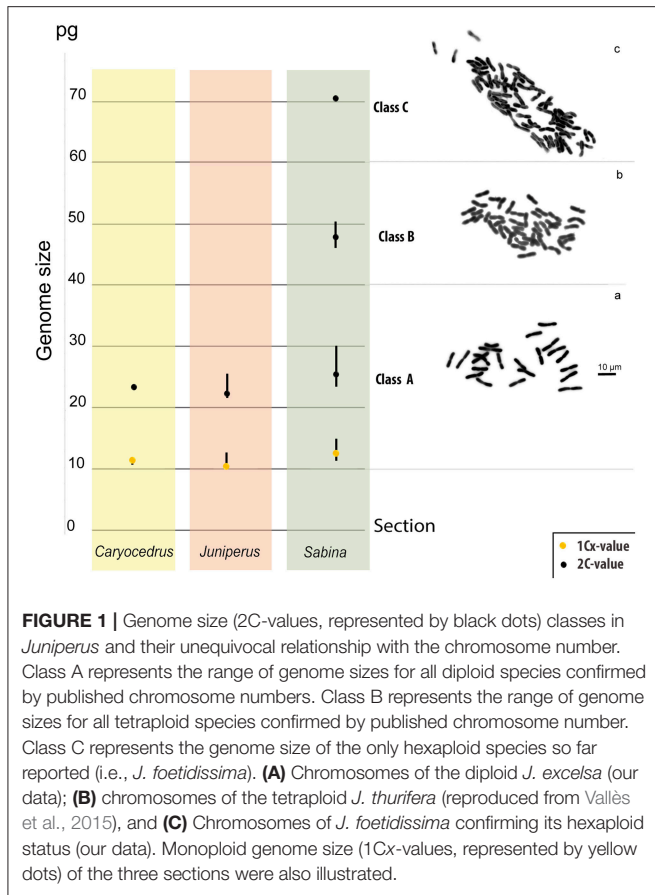 pg
c
70
Class C
60
b
50
Class B
40
a
Genome size
30
Class A
10 µm
20
10
0
Section
Caryocedrus Juniperus Sabina
1Cx-value
2C-value
FIGURE 1 | Genome size (2C-values, represented by black dots) classes in
Juniperus and their unequivocal relationship with the chromosome number.
Class A represents the range of genome sizes for all diploid species confirmed
by published chromosome numbers. Class B represents the range of genome
sizes for all tetraploid species confirmed by published chromosome number.
Class C represents the genome size of the only hexaploid species so far
reported (i.e., J. foetidissima). (A) Chromosomes of the diploid J. excelsa (our
data); (B) chromosomes of the tetraploid J. thurifera (reproduced from Vallès
et al., 2015), and (C) Chromosomes of J. foetidissima confirming its hexaploid
status (our data). Monoploid genome size (1Cx-values, represented by yellow
dots) of the three sections were also illustrated.